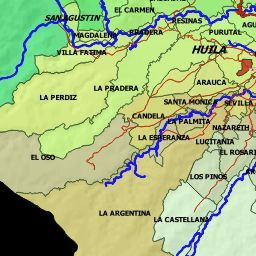 EL CARMEN
SAN AGUSTIN
RESINAS
MAGDALENA
PRADERA
PURUTAL
VILLA FATIMA
HUILA
ARAUCA
LA PRADERA
LA PERDIZ
SANTA MONICA
SEVILLA
CANDELA
LA PALMITA
NAZARETH
LA ESPERANZA
LUCITANIA
EL ROSARI
EL OSO
LOS PINOS
LA ARGENTINA
LA CASTELLANA